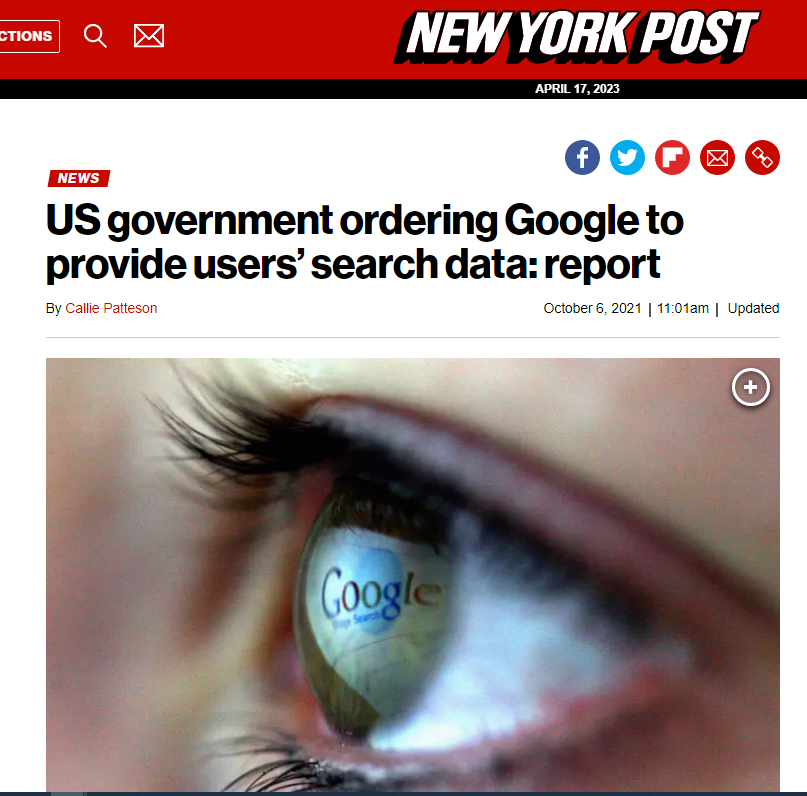 CTIONS
NEW YORK POST
APRIL 17, 2023
NEWS
US government ordering Google to
provide users’ search data: report
By Callie Patteson
October 6, 2021 | 11:01am | Updated
Google
Search